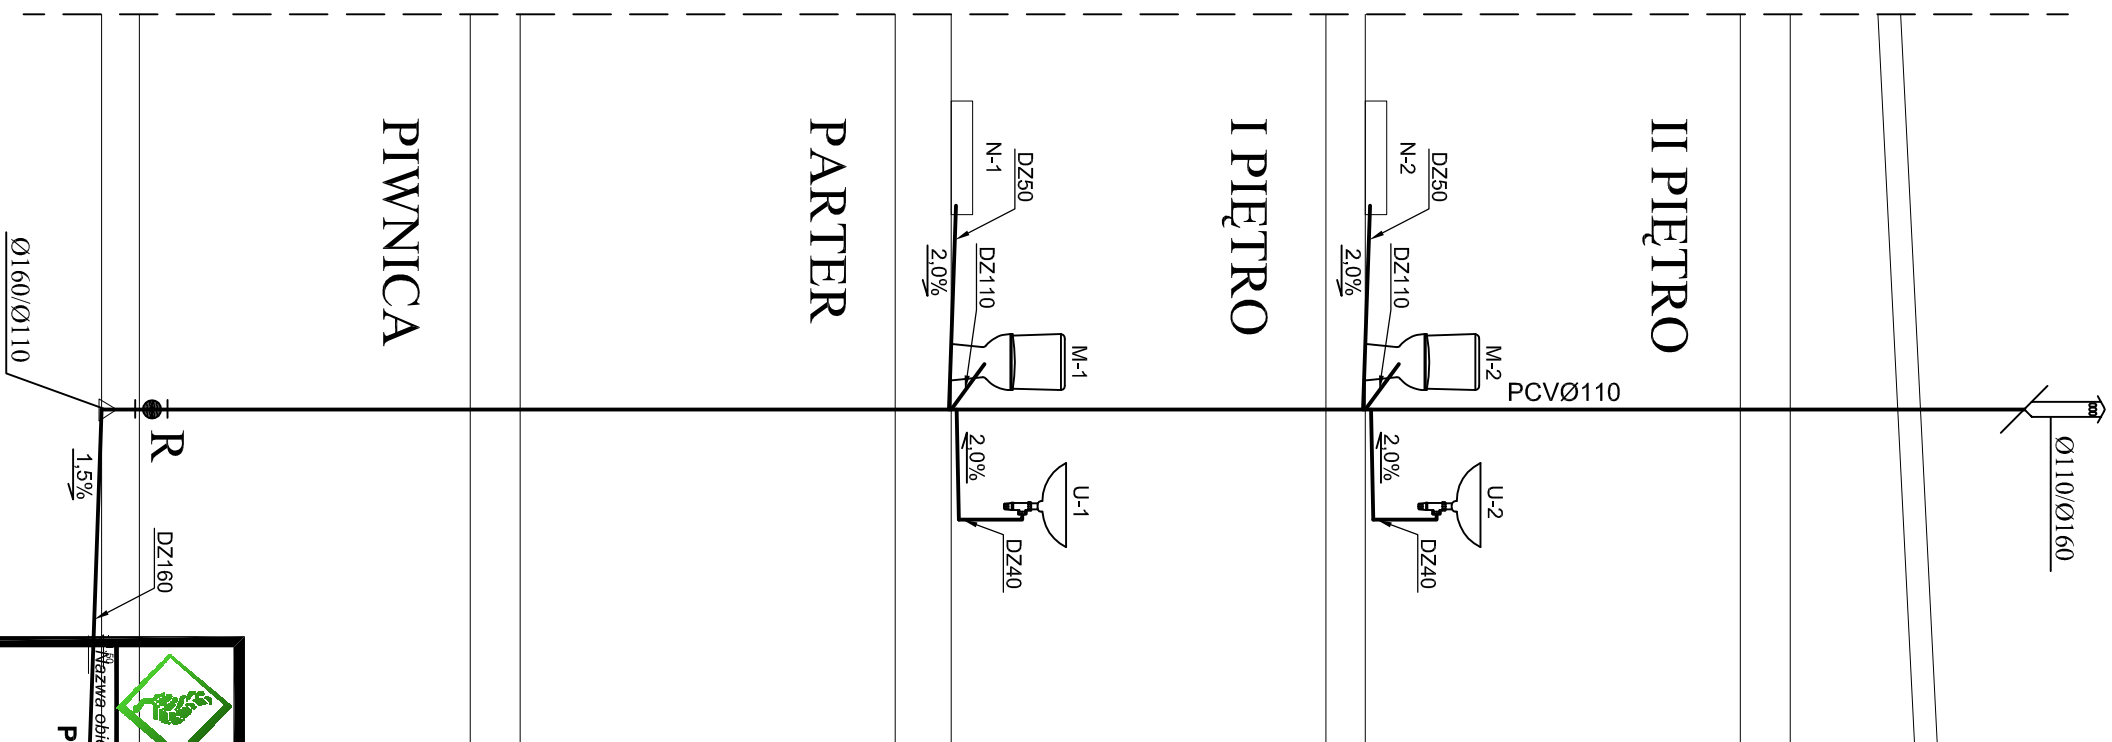 Ø110/Ø160
II PIĘTRO
PCVØ110
M-2
U-2
DZ50
N-2
DZ110
DZ40
2,0%
2,0%
I PIĘTRO
M-1
U-1
DZ50
N-1
DZ110
DZ40
2,0%
2,0%
PARTER
PIWNICA
R
DZ160
1,5%
Ø160/Ø110
Nazwa obi
P